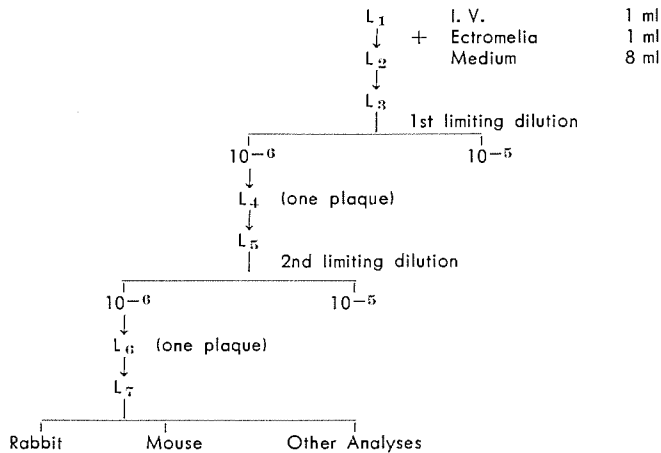 L₁ I. V. 1 ml
+ Ectromelia 1 ml
L₂ Medium 8 ml
L₃
1st limiting dilution
10⁻⁶ 10⁻⁵
L₄ (one plaque)
L₅
2nd limiting dilution
10⁻⁶ 10⁻⁵
L₆ (one plaque)
L₇
Rabbit Mouse Other Analyses